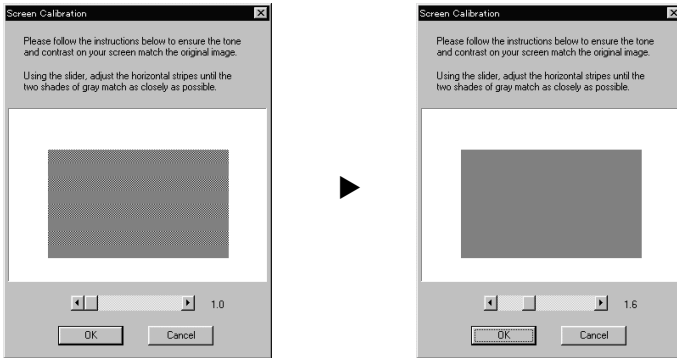 Screen Calibration
Please follow the instructions below to ensure the tone
and contrast on your screen match the original image.
Using the slider, adjust the horizontal stripes until the
two shades of gray match as closely as possible.
1.0
OK Cancel
Screen Calibration
Please follow the instructions below to ensure the tone
and contrast on your screen match the original image.
Using the slider, adjust the horizontal stripes until the
two shades of gray match as closely as possible.
1.6
OK Cancel